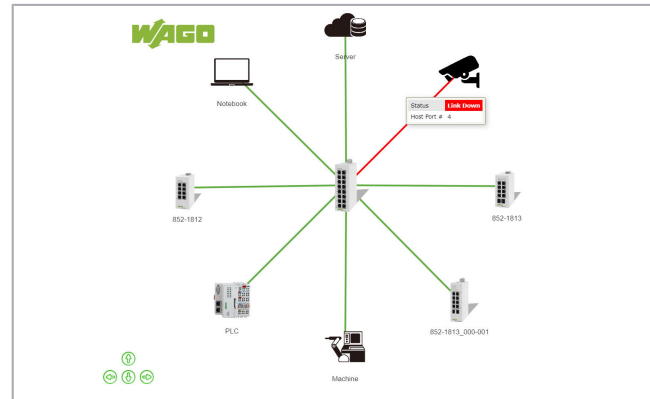 WAGO
Server
Notebook
Status Link Down
Host Port # 4
852-1812
852-1813
PLC
852-1813_000-001
Machine